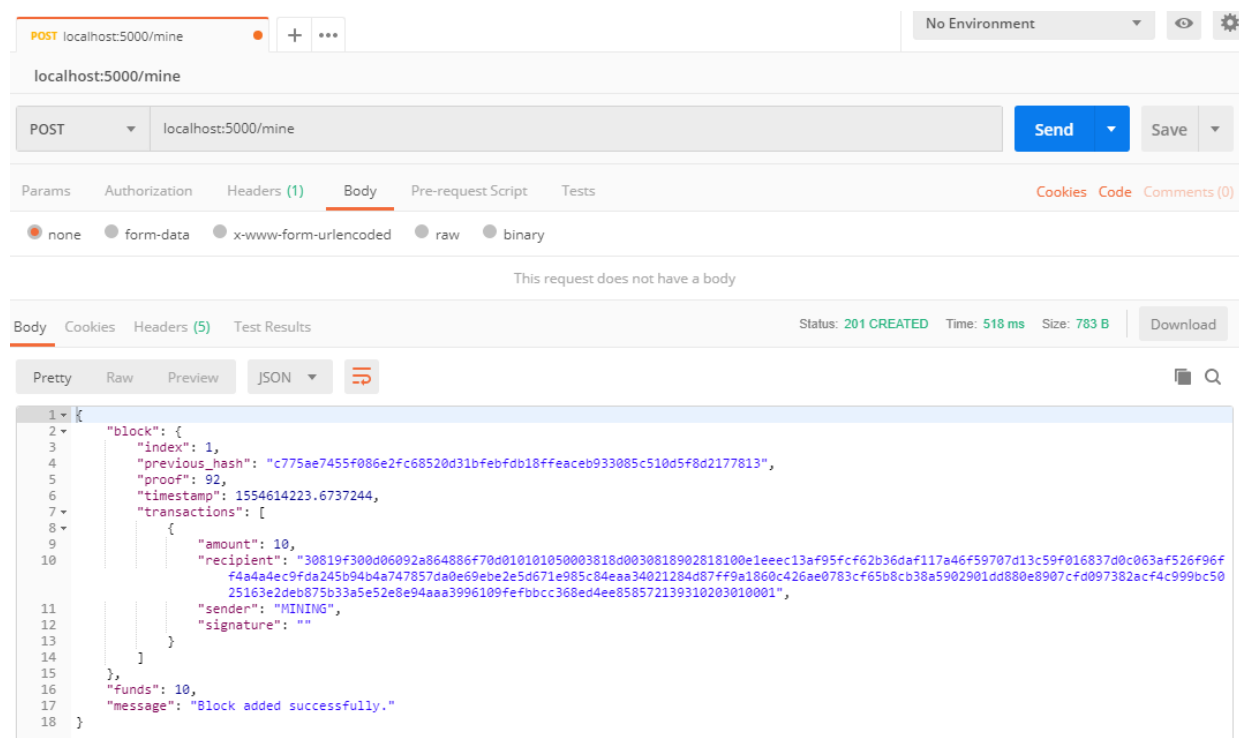 POST localhost:5000/mine
No Environment
localhost:5000/mine
POST localhost:5000/mine Send Save
Params Authorization Headers (1) Body Pre-request Script Tests Cookies Code Comments (0)
none form-data x-www-form-urlencoded raw binary
This request does not have a body
Body Cookies Headers (5) Test Results Status: 201 CREATED Time: 518 ms Size: 783 B Download
Pretty Raw Preview JSON
1 {
2 "block": {
3 "index": 1,
4 "previous_hash": "c775ae7455f086e2fc68520d31bfebfdb18ffeaceb933085c510d5f8d2177813",
5 "proof": 92,
6 "timestamp": 1554614223.6737244,
7 "transactions": [
8 {
9 "amount": 10,
10 "recipient": "30819f300d06092a864886f70d010101050003818d0030818902818100e1eeec13af95fcf62b36daf117a46f59707d13c59f016837d0c063af526f96f
f4a4a4ec9fda245b94b4a747857da0e69ebe2e5d671e985c84eaa34021284d87ff9a1860c426ae0783cf65b8cb38a5902901dd880e8907cfd097382acf4c999bc50
25163e2deb875b33a5e52e8e94aaa3996109fefbbcc368ed4ee858572139310203010001",
11 "sender": "MINING",
12 "signature": ""
13 }
14 ]
15 },
16 "funds": 10,
17 "message": "Block added successfully."
18 }